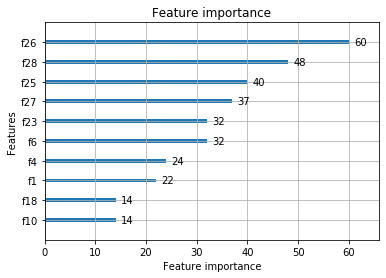 Feature importance
f26 60
f28 48
f25 40
f27 37
f23 32
f6 32
f4 24
f1 22
f18 14
f10 14
Features
0 10 20 30 40 50 60
Feature importance